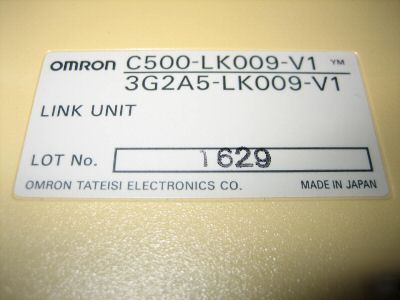 OMRON C500-LK009-V1 YM
3G2A5-LK009-V1
LINK UNIT
LOT No. 1629
OMRON TATEISI ELECTRONICS CO. MADE IN JAPAN